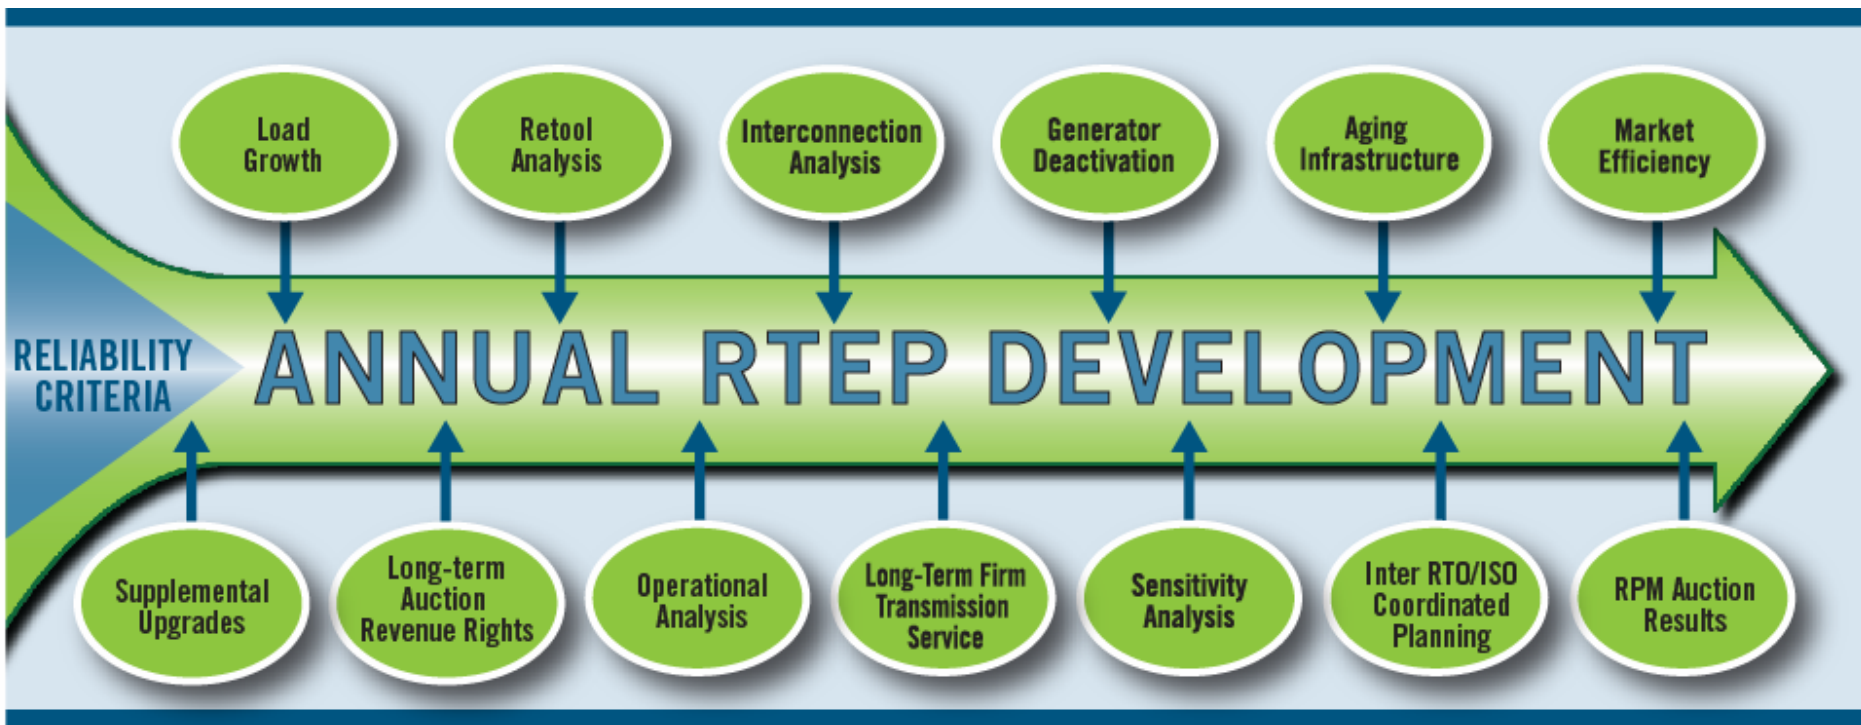 Load
Growth
Retool
Analysis
Interconnection
Analysis
Generator
Deactivation
Aging
Infrastructure
Market
Efficiency
RELIABILITY
CRITERIA
ANNUAL RTEP DEVELOPMENT
Supplemental
Upgrades
Long-term
Auction
Revenue Rights
Operational
Analysis
Long-Term Firm
Transmission
Service
Sensitivity
Analysis
Inter RTO/ISO
Coordinated
Planning
RPM Auction
Results